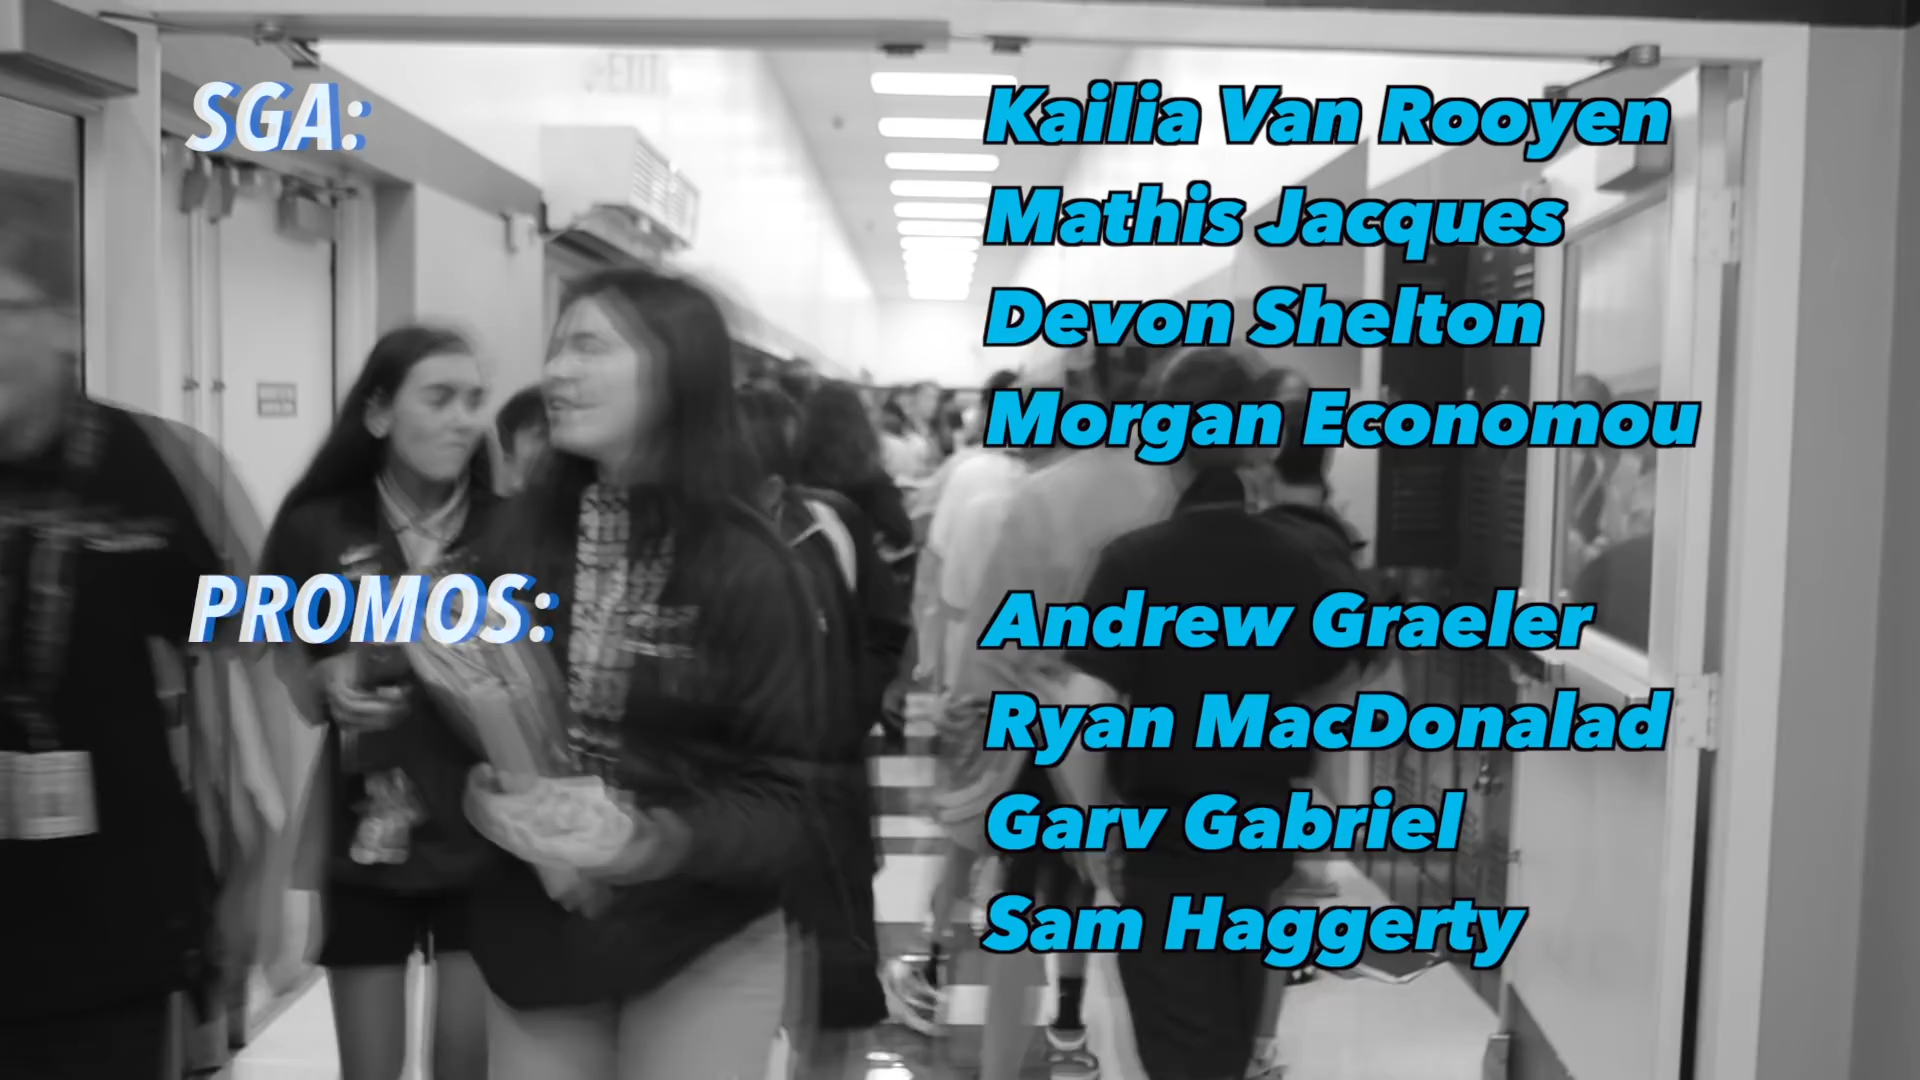 SGA:
Kailia Van Rooyen
Mathis Jacques
Devon Shelton
Morgan Economou
PROMOS:
Andrew Graeler
Ryan MacDonalad
Garv Gabriel
Sam Haggerty
EXIT